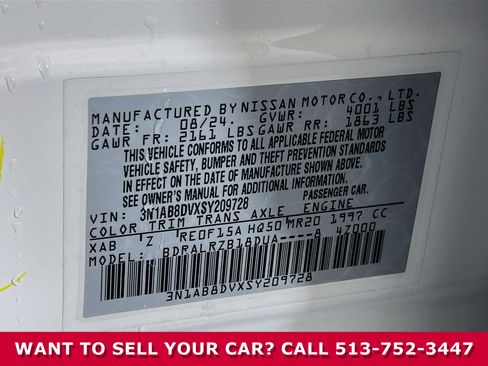 MANUFACTURED BY NISSAN MOTOR CO., LTD.
DATE: 08/24. GVWR: 4001 LBS
GAWR FR: 2161 LBS GAWR RR: 1863 LBS
THIS VEHICLE CONFORMS TO ALL APPLICABLE FEDERAL MOTOR
VEHICLE SAFETY, BUMPER AND THEFT PREVENTION STANDARDS
IN EFFECT ON THE DATE OF MANUFACTURE SHOWN ABOVE.
SEE OWNER'S MANUAL FOR ADDITIONAL INFORMATION
VIN: 3N1AB8DVXSY209728 PASSENGER CAR.
COLOR TRIM TRANS AXLE ENGINE
XAB Z RE0F15A HQ50 MR20 1997 CC
MODEL: BDRALRZB18DUA----8 47000
3N1AB8DVXSY209728
WANT TO SELL YOUR CAR? CALL 513-752-3447